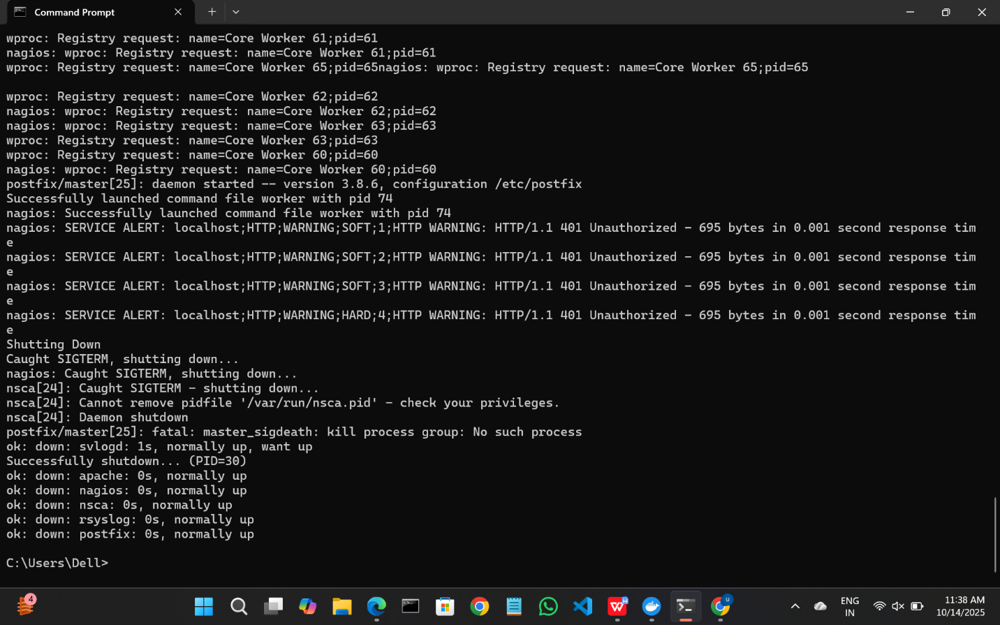 Command Prompt
wproc: Registry request: name=Core Worker 61;pid=61
nagios: wproc: Registry request: name=Core Worker 61;pid=61
wproc: Registry request: name=Core Worker 65;pid=65nagios: wproc: Registry request: name=Core Worker 65;pid=65
wproc: Registry request: name=Core Worker 62;pid=62
nagios: wproc: Registry request: name=Core Worker 62;pid=62
nagios: wproc: Registry request: name=Core Worker 63;pid=63
wproc: Registry request: name=Core Worker 63;pid=63
wproc: Registry request: name=Core Worker 60;pid=60
nagios: wproc: Registry request: name=Core Worker 60;pid=60
postfix/master[25]: daemon started -- version 3.8.6, configuration /etc/postfix
Successfully launched command file worker with pid 74
nagios: Successfully launched command file worker with pid 74
nagios: SERVICE ALERT: localhost;HTTP;WARNING;SOFT;1;HTTP WARNING: HTTP/1.1 401 Unauthorized - 695 bytes in 0.001 second response tim
e
nagios: SERVICE ALERT: localhost;HTTP;WARNING;SOFT;2;HTTP WARNING: HTTP/1.1 401 Unauthorized - 695 bytes in 0.001 second response tim
e
nagios: SERVICE ALERT: localhost;HTTP;WARNING;SOFT;3;HTTP WARNING: HTTP/1.1 401 Unauthorized - 695 bytes in 0.001 second response tim
e
nagios: SERVICE ALERT: localhost;HTTP;WARNING;HARD;4;HTTP WARNING: HTTP/1.1 401 Unauthorized - 695 bytes in 0.001 second response tim
e
Shutting Down
Caught SIGTERM, shutting down...
nagios: Caught SIGTERM, shutting down...
nsca[24]: Caught SIGTERM - shutting down...
nsca[24]: Cannot remove pidfile '/var/run/nsca.pid' - check your privileges.
nsca[24]: Daemon shutdown
postfix/master[25]: fatal: master_sigdeath: kill process group: No such process
ok: down: svlogd: 1s, normally up, want up
Successfully shutdown... (PID=30)
ok: down: apache: 0s, normally up
ok: down: nagios: 0s, normally up
ok: down: nsca: 0s, normally up
ok: down: rsyslog: 0s, normally up
ok: down: postfix: 0s, normally up
C:\Users\Dell>
4
u
ENG
IN
11:38 AM
10/14/2025